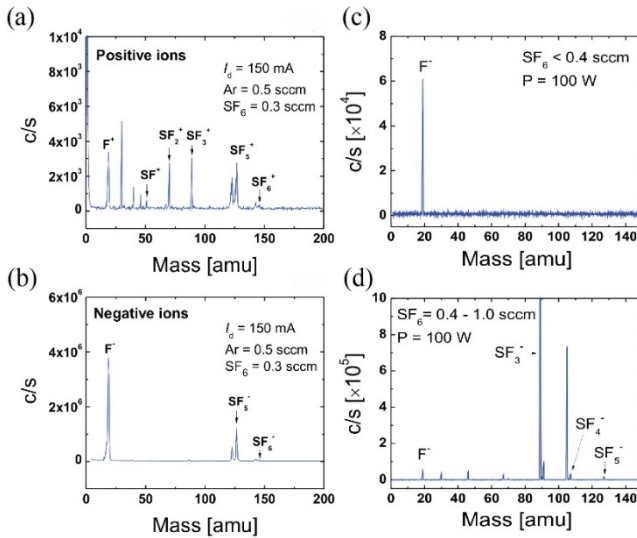 (a)
1x10⁴
8x10³
6x10³
4x10³
2x10³
0
c/s
Positive ions
I_d = 150 mA
Ar = 0.5 sccm
SF₆ = 0.3 sccm
F⁺
SF⁺
SF₂⁺
SF₃⁺
SF₅⁺
SF₆⁺
0 50 100 150 200
Mass [amu]
(b)
6x10⁶
4x10⁶
2x10⁶
0
c/s
Negative ions
I_d = 150 mA
Ar = 0.5 sccm
SF₆ = 0.3 sccm
F⁻
SF₅⁻
SF₆⁻
0 50 100 150 200
Mass [amu]
(c)
8
6
4
2
0
c/s [×10⁴]
F⁻
SF₆ < 0.4 sccm
P = 100 W
0 20 40 60 80 100 120 140
Mass [amu]
(d)
10
8
6
4
2
0
c/s [×10⁵]
SF₆= 0.4 - 1.0 sccm
P = 100 W
SF₃⁻
SF₄⁻
F⁻
SF₅⁻
0 20 40 60 80 100 120 140
Mass [amu]